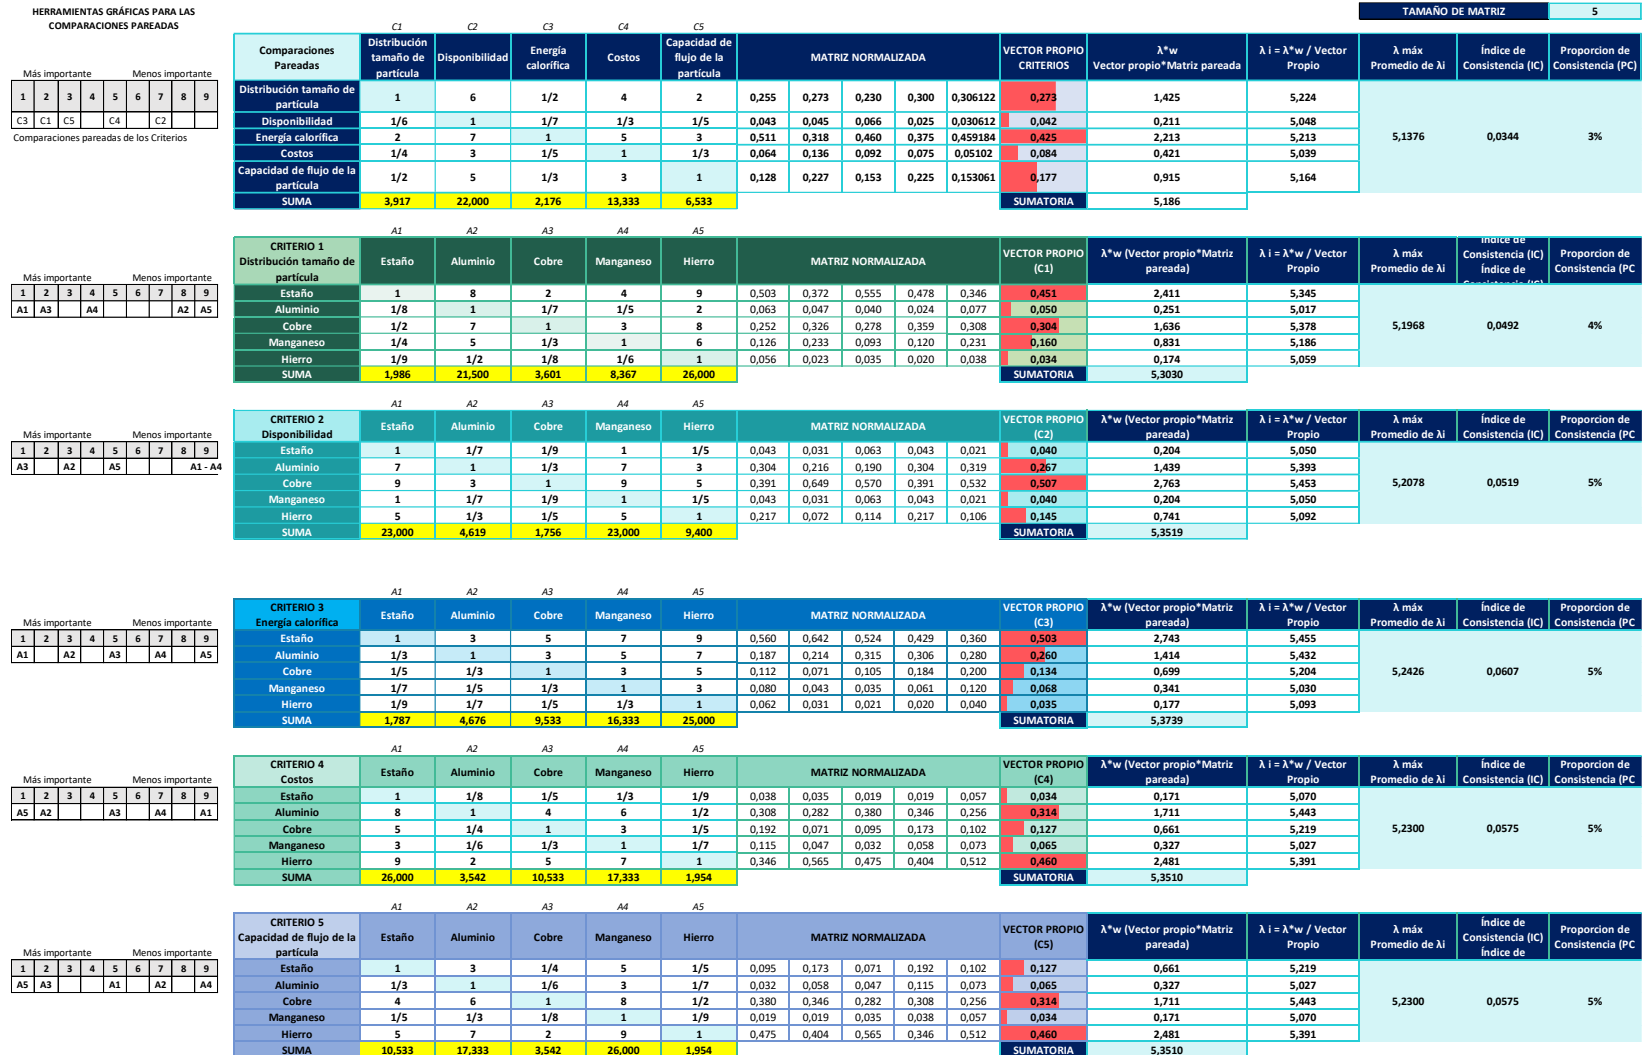 HERRAMIENTAS GRÁFICAS PARA LAS
COMPARACIONES PAREADAS
TAMAÑO DE MATRIZ 5
C1 C2 C3 C4 C5
Comparaciones Pareadas | Distribución tamaño de partícula | Disponibilidad | Energía calorífica | Costos | Capacidad de flujo de la partícula | MATRIZ NORMALIZADA | VECTOR PROPIO CRITERIOS | λ*w Vector propio*Matriz pareada | λ i = λ*w / Vector Propio | λ máx Promedio de λi | Índice de Consistencia (IC) | Proporcion de Consistencia (PC)
Más importante Menos importante
1 2 3 4 5 6 7 8 9
C3 C1 C5 C4 C2
Comparaciones pareadas de los Criterios
Distribución tamaño de partícula 1 6 1/2 4 2 0,255 0,273 0,230 0,300 0,306122 0,273 1,425 5,224
Disponibilidad 1/6 1 1/7 1/3 1/5 0,043 0,045 0,066 0,025 0,030612 0,042 0,211 5,048
Energía calorífica 2 7 1 5 3 0,511 0,318 0,460 0,375 0,459184 0,425 2,213 5,213 5,1376 0,0344 3%
Costos 1/4 3 1/5 1 1/3 0,064 0,136 0,092 0,075 0,05102 0,084 0,421 5,039
Capacidad de flujo de la partícula 1/2 5 1/3 3 1 0,128 0,227 0,153 0,225 0,153061 0,177 0,915 5,164
SUMA 3,917 22,000 2,176 13,333 6,533 SUMATORIA 5,186
A1 A2 A3 A4 A5
CRITERIO 1 Distribución tamaño de partícula | Estaño | Aluminio | Cobre | Manganeso | Hierro | MATRIZ NORMALIZADA | VECTOR PROPIO (C1) | λ*w (Vector propio*Matriz pareada) | λ i = λ*w / Vector Propio | λ máx Promedio de λi | Índice de Consistencia (IC) Índice de Consistencia (IC) | Proporcion de Consistencia (PC
Más importante Menos importante
1 2 3 4 5 6 7 8 9
A1 A3 A4 A2 A5
Estaño 1 8 2 4 9 0,503 0,372 0,555 0,478 0,346 0,451 2,411 5,345
Aluminio 1/8 1 1/7 1/5 2 0,063 0,047 0,040 0,024 0,077 0,050 0,251 5,017
Cobre 1/2 7 1 3 8 0,252 0,326 0,278 0,359 0,308 0,304 1,636 5,378 5,1968 0,0492 4%
Manganeso 1/4 5 1/3 1 6 0,126 0,233 0,093 0,120 0,231 0,160 0,831 5,186
Hierro 1/9 1/2 1/8 1/6 1 0,056 0,023 0,035 0,020 0,038 0,034 0,174 5,059
SUMA 1,986 21,500 3,601 8,367 26,000 SUMATORIA 5,3030
A1 A2 A3 A4 A5
CRITERIO 2 Disponibilidad | Estaño | Aluminio | Cobre | Manganeso | Hierro | MATRIZ NORMALIZADA | VECTOR PROPIO (C2) | λ*w (Vector propio*Matriz pareada) | λ i = λ*w / Vector Propio | λ máx Promedio de λi | Índice de Consistencia (IC) | Proporcion de Consistencia (PC
Más importante Menos importante
1 2 3 4 5 6 7 8 9
A3 A2 A5 A1 - A4
Estaño 1 1/7 1/9 1 1/5 0,043 0,031 0,063 0,043 0,021 0,040 0,204 5,050
Aluminio 7 1 1/3 7 3 0,304 0,216 0,190 0,304 0,319 0,267 1,439 5,393
Cobre 9 3 1 9 5 0,391 0,649 0,570 0,391 0,532 0,507 2,763 5,453 5,2078 0,0519 5%
Manganeso 1 1/7 1/9 1 1/5 0,043 0,031 0,063 0,043 0,021 0,040 0,204 5,050
Hierro 5 1/3 1/5 5 1 0,217 0,072 0,114 0,217 0,106 0,145 0,741 5,092
SUMA 23,000 4,619 1,756 23,000 9,400 SUMATORIA 5,3519
A1 A2 A3 A4 A5
CRITERIO 3 Energía calorífica | Estaño | Aluminio | Cobre | Manganeso | Hierro | MATRIZ NORMALIZADA | VECTOR PROPIO (C3) | λ*w (Vector propio*Matriz pareada) | λ i = λ*w / Vector Propio | λ máx Promedio de λi | Índice de Consistencia (IC) | Proporcion de Consistencia (PC
Más importante Menos importante
1 2 3 4 5 6 7 8 9
A1 A2 A3 A4 A5
Estaño 1 3 5 7 9 0,560 0,642 0,524 0,429 0,360 0,503 2,743 5,455
Aluminio 1/3 1 3 5 7 0,187 0,214 0,315 0,306 0,280 0,260 1,414 5,432
Cobre 1/5 1/3 1 3 5 0,112 0,071 0,105 0,184 0,200 0,134 0,699 5,204 5,2426 0,0607 5%
Manganeso 1/7 1/5 1/3 1 3 0,080 0,043 0,035 0,061 0,120 0,068 0,341 5,030
Hierro 1/9 1/7 1/5 1/3 1 0,062 0,031 0,021 0,020 0,040 0,035 0,177 5,093
SUMA 1,787 4,676 9,533 16,333 25,000 SUMATORIA 5,3739
A1 A2 A3 A4 A5
CRITERIO 4 Costos | Estaño | Aluminio | Cobre | Manganeso | Hierro | MATRIZ NORMALIZADA | VECTOR PROPIO (C4) | λ*w (Vector propio*Matriz pareada) | λ i = λ*w / Vector Propio | λ máx Promedio de λi | Índice de Consistencia (IC) | Proporcion de Consistencia (PC
Más importante Menos importante
1 2 3 4 5 6 7 8 9
A5 A2 A3 A4 A1
Estaño 1 1/8 1/5 1/3 1/9 0,038 0,035 0,019 0,019 0,057 0,034 0,171 5,070
Aluminio 8 1 4 6 1/2 0,308 0,282 0,380 0,346 0,256 0,314 1,711 5,443
Cobre 5 1/4 1 3 1/5 0,192 0,071 0,095 0,173 0,102 0,127 0,661 5,219 5,2300 0,0575 5%
Manganeso 3 1/6 1/3 1 1/7 0,115 0,047 0,032 0,058 0,073 0,065 0,327 5,027
Hierro 9 2 5 7 1 0,346 0,565 0,475 0,404 0,512 0,460 2,481 5,391
SUMA 26,000 3,542 10,533 17,333 1,954 SUMATORIA 5,3510
A1 A2 A3 A4 A5
CRITERIO 5 Capacidad de flujo de la partícula | Estaño | Aluminio | Cobre | Manganeso | Hierro | MATRIZ NORMALIZADA | VECTOR PROPIO (C5) | λ*w (Vector propio*Matriz pareada) | λ i = λ*w / Vector Propio | λ máx Promedio de λi | Índice de Consistencia (IC) Índice de | Proporcion de Consistencia (PC
Más importante Menos importante
1 2 3 4 5 6 7 8 9
A5 A3 A1 A2 A4
Estaño 1 3 1/4 5 1/5 0,095 0,173 0,071 0,192 0,102 0,127 0,661 5,219
Aluminio 1/3 1 1/6 3 1/7 0,032 0,058 0,047 0,115 0,073 0,065 0,327 5,027
Cobre 4 6 1 8 1/2 0,380 0,346 0,282 0,308 0,256 0,314 1,711 5,443 5,2300 0,0575 5%
Manganeso 1/5 1/3 1/8 1 1/9 0,019 0,019 0,035 0,038 0,057 0,034 0,171 5,070
Hierro 5 7 2 9 1 0,475 0,404 0,565 0,346 0,512 0,460 2,481 5,391
SUMA 10,533 17,333 3,542 26,000 1,954 SUMATORIA 5,3510